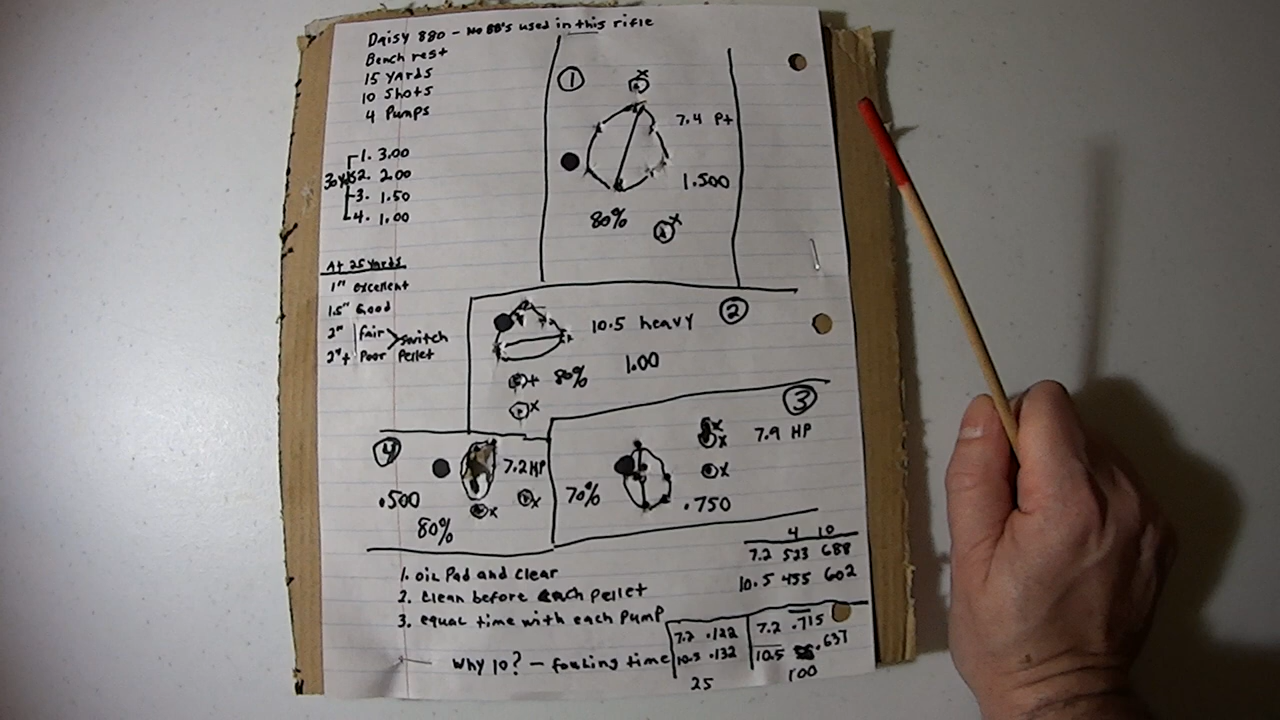 Daisy 880 - No BB's used in this rifle
Bench rest
15 yards
10 Shots
4 Pumps
1. 3.00
2. 2.00
3. 1.50
4. 1.00
At 25 yards
1" excellent
1.5" Good
2" fair
2"+ Poor
switch
Pellet
1
x
7.4 Pt
1.500
80%
x
2
10.5 heavy
1.00
80%
x
3
x
x
7.9 HP
x
70%
.750
4
7.2 HP
.500
x
x
80%
4 10
7.2 523 688
10.5 455 602
1. oil Pad and Clear
2. Clean before each pellet
3. equal time with each pump
Why 10? - fouling time
7.2 .122
10.5 .132
25
7.2 .715
10.5 .637
100